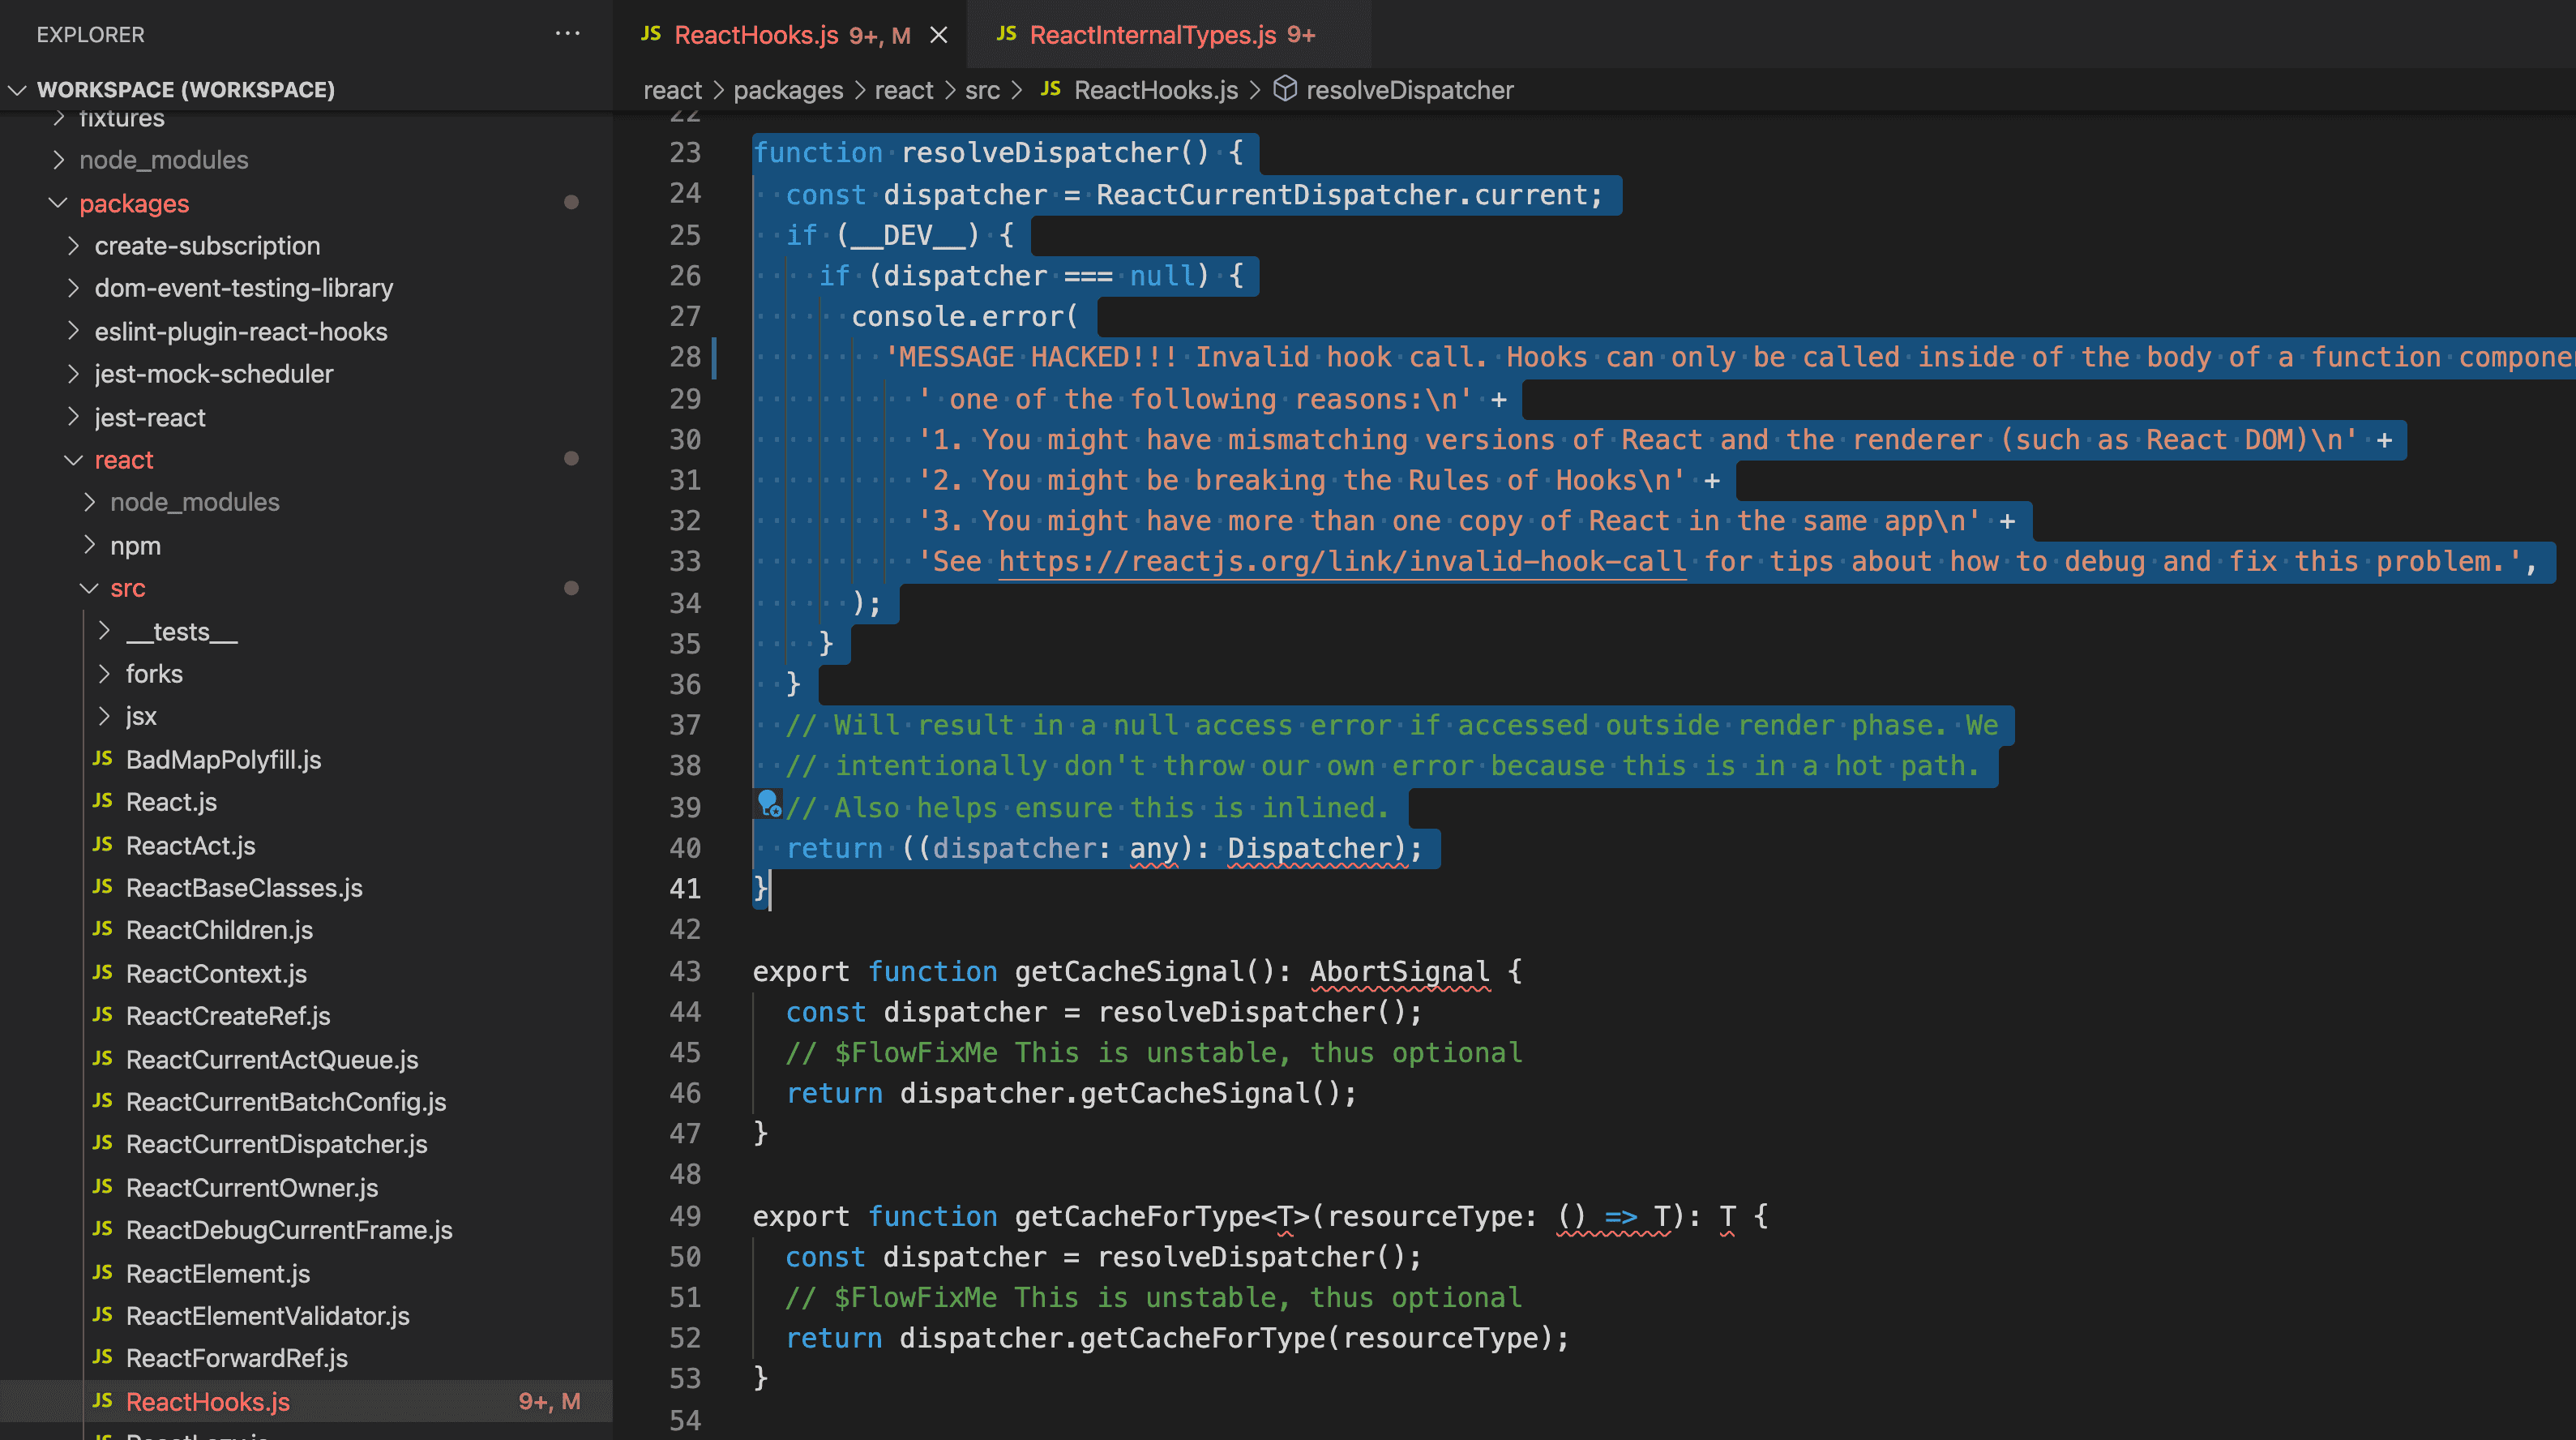 EXPLORER
WORKSPACE (WORKSPACE)
fixtures
node_modules
packages
create-subscription
dom-event-testing-library
eslint-plugin-react-hooks
jest-mock-scheduler
jest-react
react
node_modules
npm
src
__tests__
forks
jsx
JS BadMapPolyfill.js
JS React.js
JS ReactAct.js
JS ReactBaseClasses.js
JS ReactChildren.js
JS ReactContext.js
JS ReactCreateRef.js
JS ReactCurrentActQueue.js
JS ReactCurrentBatchConfig.js
JS ReactCurrentDispatcher.js
JS ReactCurrentOwner.js
JS ReactDebugCurrentFrame.js
JS ReactElement.js
JS ReactElementValidator.js
JS ReactForwardRef.js
JS ReactHooks.js 9+, M
JS ReactHooks.js 9+, M JS ReactInternalTypes.js 9+
react > packages > react > src > JS ReactHooks.js > resolveDispatcher
22
23 function resolveDispatcher() {
24 const dispatcher = ReactCurrentDispatcher.current;
25 if (__DEV__) {
26 if (dispatcher === null) {
27 console.error(
28 'MESSAGE HACKED!!! Invalid hook call. Hooks can only be called inside of the body of a function compone
29 ' one of the following reasons:\n' +
30 '1. You might have mismatching versions of React and the renderer (such as React DOM)\n' +
31 '2. You might be breaking the Rules of Hooks\n' +
32 '3. You might have more than one copy of React in the same app\n' +
33 'See https://reactjs.org/link/invalid-hook-call for tips about how to debug and fix this problem.',
34 );
35 }
36 }
37 // Will result in a null access error if accessed outside render phase. We
38 // intentionally don't throw our own error because this is in a hot path.
39 // Also helps ensure this is inlined.
40 return ((dispatcher: any): Dispatcher);
41 }
42
43 export function getCacheSignal(): AbortSignal {
44 const dispatcher = resolveDispatcher();
45 // $FlowFixMe This is unstable, thus optional
46 return dispatcher.getCacheSignal();
47 }
48
49 export function getCacheForType<T>(resourceType: () => T): T {
50 const dispatcher = resolveDispatcher();
51 // $FlowFixMe This is unstable, thus optional
52 return dispatcher.getCacheForType(resourceType);
53 }
54